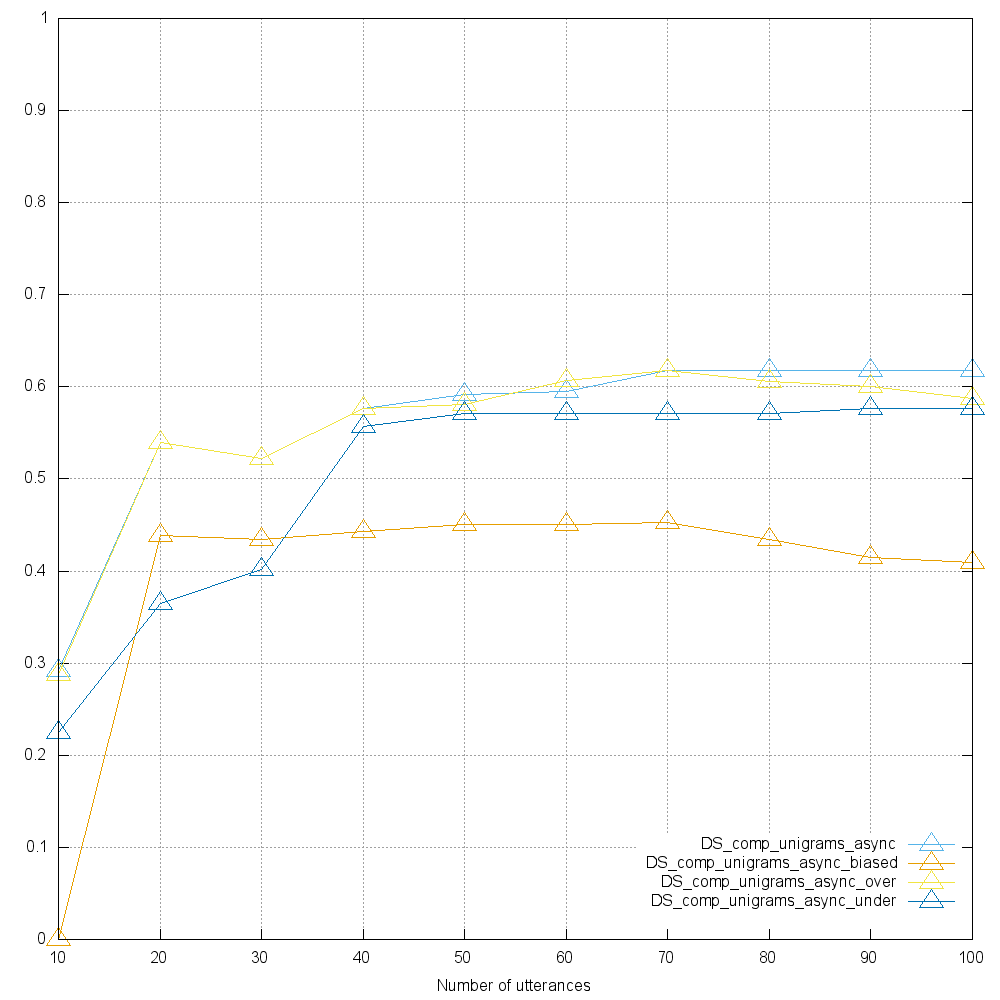 1
0.9
0.8
0.7
0.6
0.5
0.4
0.3
0.2
0.1
0
DS_comp_unigrams_async
DS_comp_unigrams_async_biased
DS_comp_unigrams_async_over
DS_comp_unigrams_async_under
10 20 30 40 50 60 70 80 90 100
Number of utterances